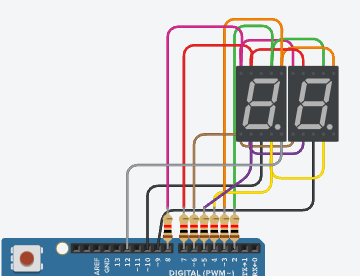 AREF
GND
13
12
~11
~10
~9
8
7
~6
~5
4
~3
2
TX→1
RX←0
DIGITAL (PWM~)